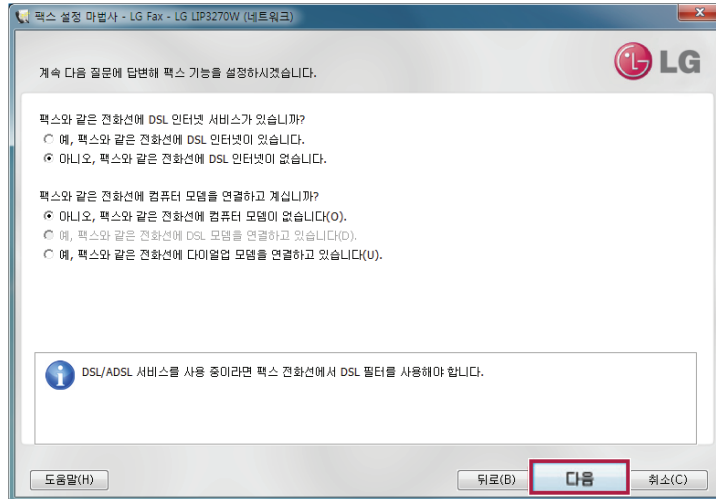 팩스 설정 마법사 - LG Fax - LG LIP3270W (네트워크)
LG
계속 다음 질문에 답변해 팩스 기능을 설정하시겠습니다.
팩스와 같은 전화선에 DSL 인터넷 서비스가 있습니까?
예, 팩스와 같은 전화선에 DSL 인터넷이 있습니다.
아니오, 팩스와 같은 전화선에 DSL 인터넷이 없습니다.
팩스와 같은 전화선에 컴퓨터 모뎀을 연결하고 계십니까?
아니오, 팩스와 같은 전화선에 컴퓨터 모뎀이 없습니다(O).
예, 팩스와 같은 전화선에 DSL 모뎀을 연결하고 있습니다(D).
예, 팩스와 같은 전화선에 다이얼업 모뎀을 연결하고 있습니다(U).
DSL/ADSL 서비스를 사용 중이라면 팩스 전화선에서 DSL 필터를 사용해야 합니다.
도움말(H) 뒤로(B) 다음 취소(C)